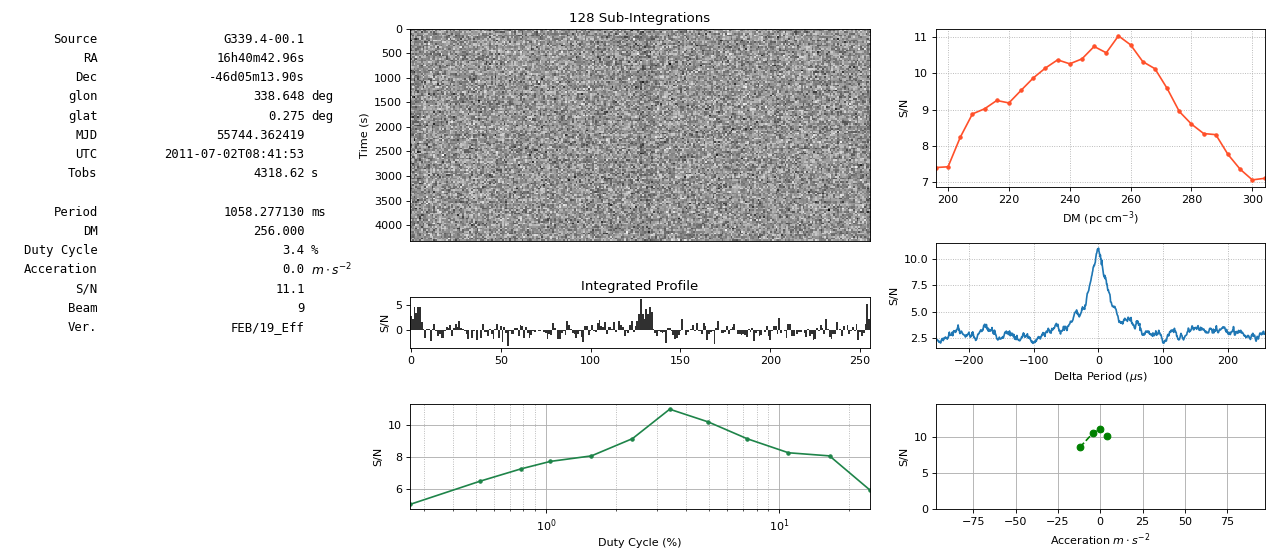 Source G339.4-00.1
RA 16h40m42.96s
Dec -46d05m13.90s
glon 338.648 deg
glat 0.275 deg
MJD 55744.362419
UTC 2011-07-02T08:41:53
Tobs 4318.62 s
Period 1058.277130 ms
DM 256.000
Duty Cycle 3.4 %
Acceration 0.0 m · s⁻²
S/N 11.1
Beam 9
Ver. FEB/19_Eff
128 Sub-Integrations
0
500
1000
1500
2000
2500
3000
3500
4000
Time (s)
Integrated Profile
5
0
S/N
0 50 100 150 200 250
10
8
6
S/N
10⁰ 10¹
Duty Cycle (%)
11
10
9
8
7
S/N
200 220 240 260 280 300
DM (pc cm⁻³)
10.0
7.5
5.0
2.5
S/N
−200 −100 0 100 200
Delta Period (μs)
10
5
0
S/N
−75 −50 −25 0 25 50 75
Acceration m · s⁻²